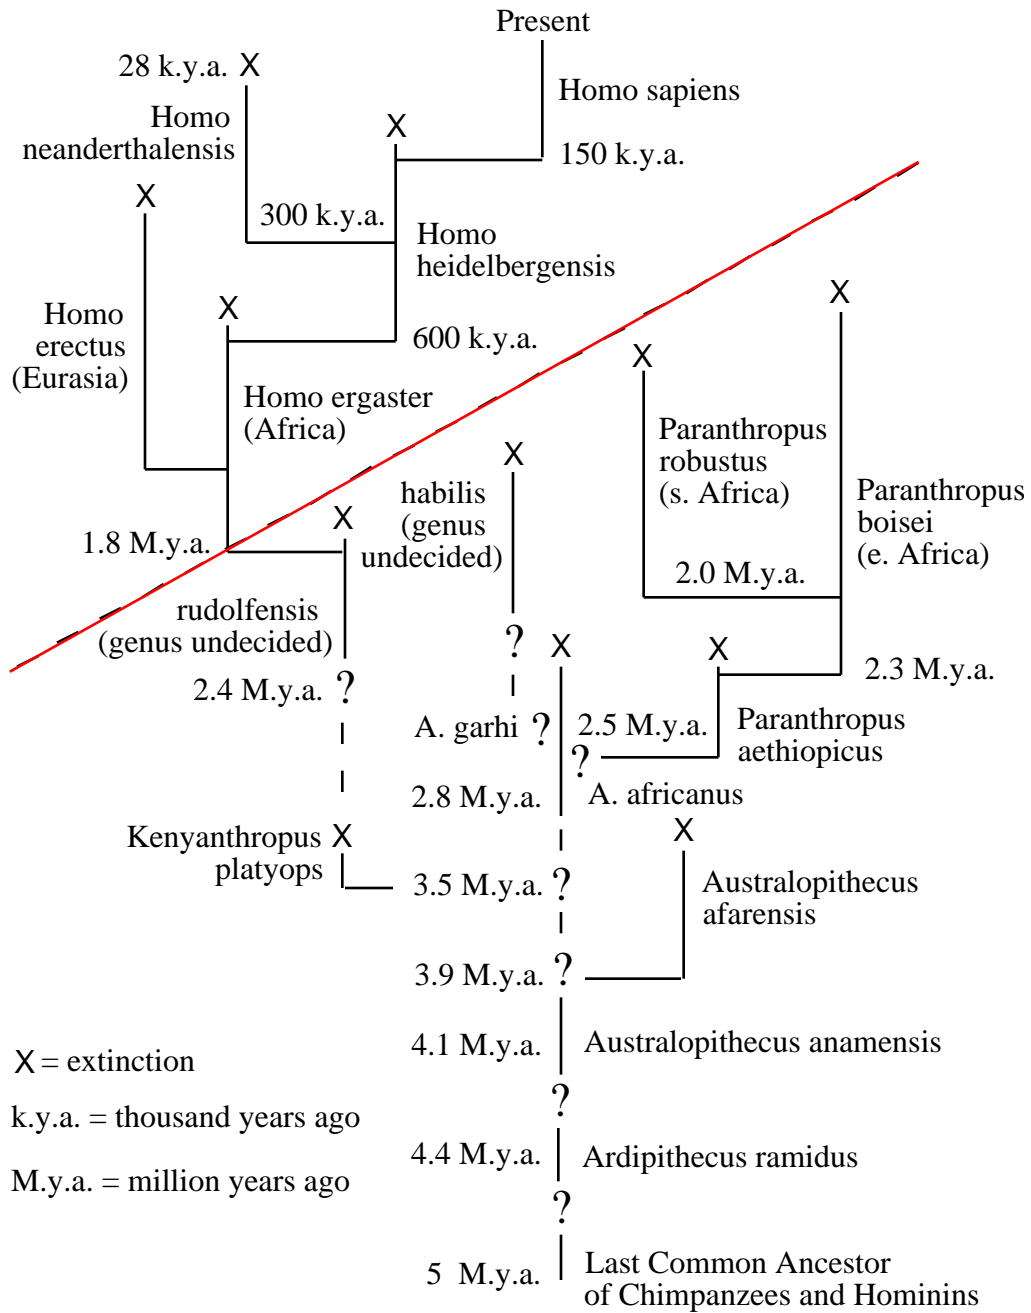 Present
28 k.y.a. X
Homo sapiens
Homo
neanderthalensis
X
150 k.y.a.
X
300 k.y.a.
Homo
heidelbergensis
X
X
Homo
erectus
(Eurasia)
600 k.y.a.
X
Homo ergaster
(Africa)
Paranthropus
robustus
(s. Africa)
X
habilis
(genus
undecided)
Paranthropus
boisei
(e. Africa)
X
1.8 M.y.a.
2.0 M.y.a.
rudolfensis
(genus undecided)
?
X
X
2.3 M.y.a.
2.4 M.y.a. ?
A. garhi ?
2.5 M.y.a.
Paranthropus
aethiopicus
?
2.8 M.y.a.
A. africanus
X
Kenyanthropus X
platyops
3.5 M.y.a. ?
Australopithecus
afarensis
3.9 M.y.a. ?
4.1 M.y.a.
Australopithecus anamensis
X = extinction
?
k.y.a. = thousand years ago
4.4 M.y.a.
Ardipithecus ramidus
M.y.a. = million years ago
?
5 M.y.a.
Last Common Ancestor
of Chimpanzees and Hominins